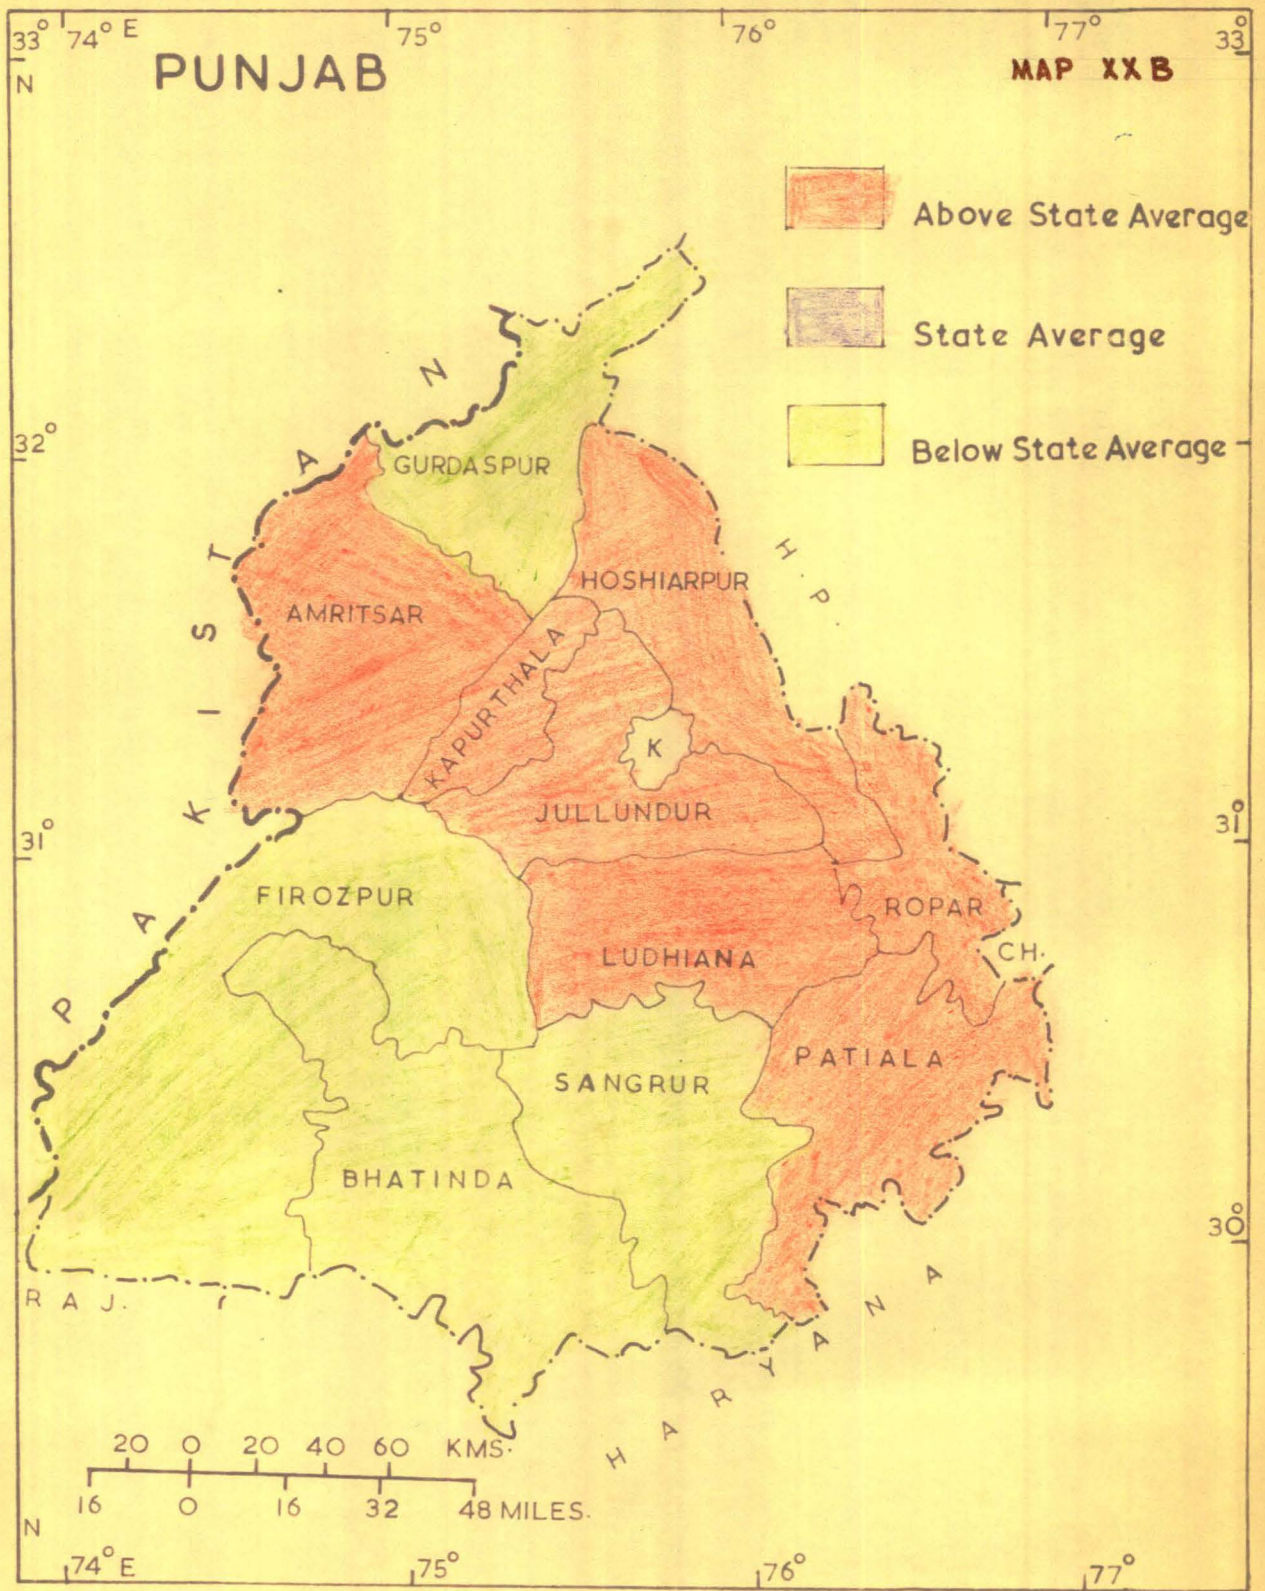 33° 74° E 75° 76° 77° 33°
N
PUNJAB
MAP XXB
Above State Average
State Average
Below State Average
32°
PAKISTAN
GURDASPUR
H.P
HOSHIARPUR
AMRITSAR
KAPURTHALA
K
JULLUNDUR
31° 31°
FIROZPUR
ROPAR
LUDHIANA
CH.
PATIALA
SANGRUR
BHATINDA
30°
RAJ.
HARYANA
20 0 20 40 60 KMS.
16 0 16 32 48 MILES.
N
74° E 75° 76° 77°